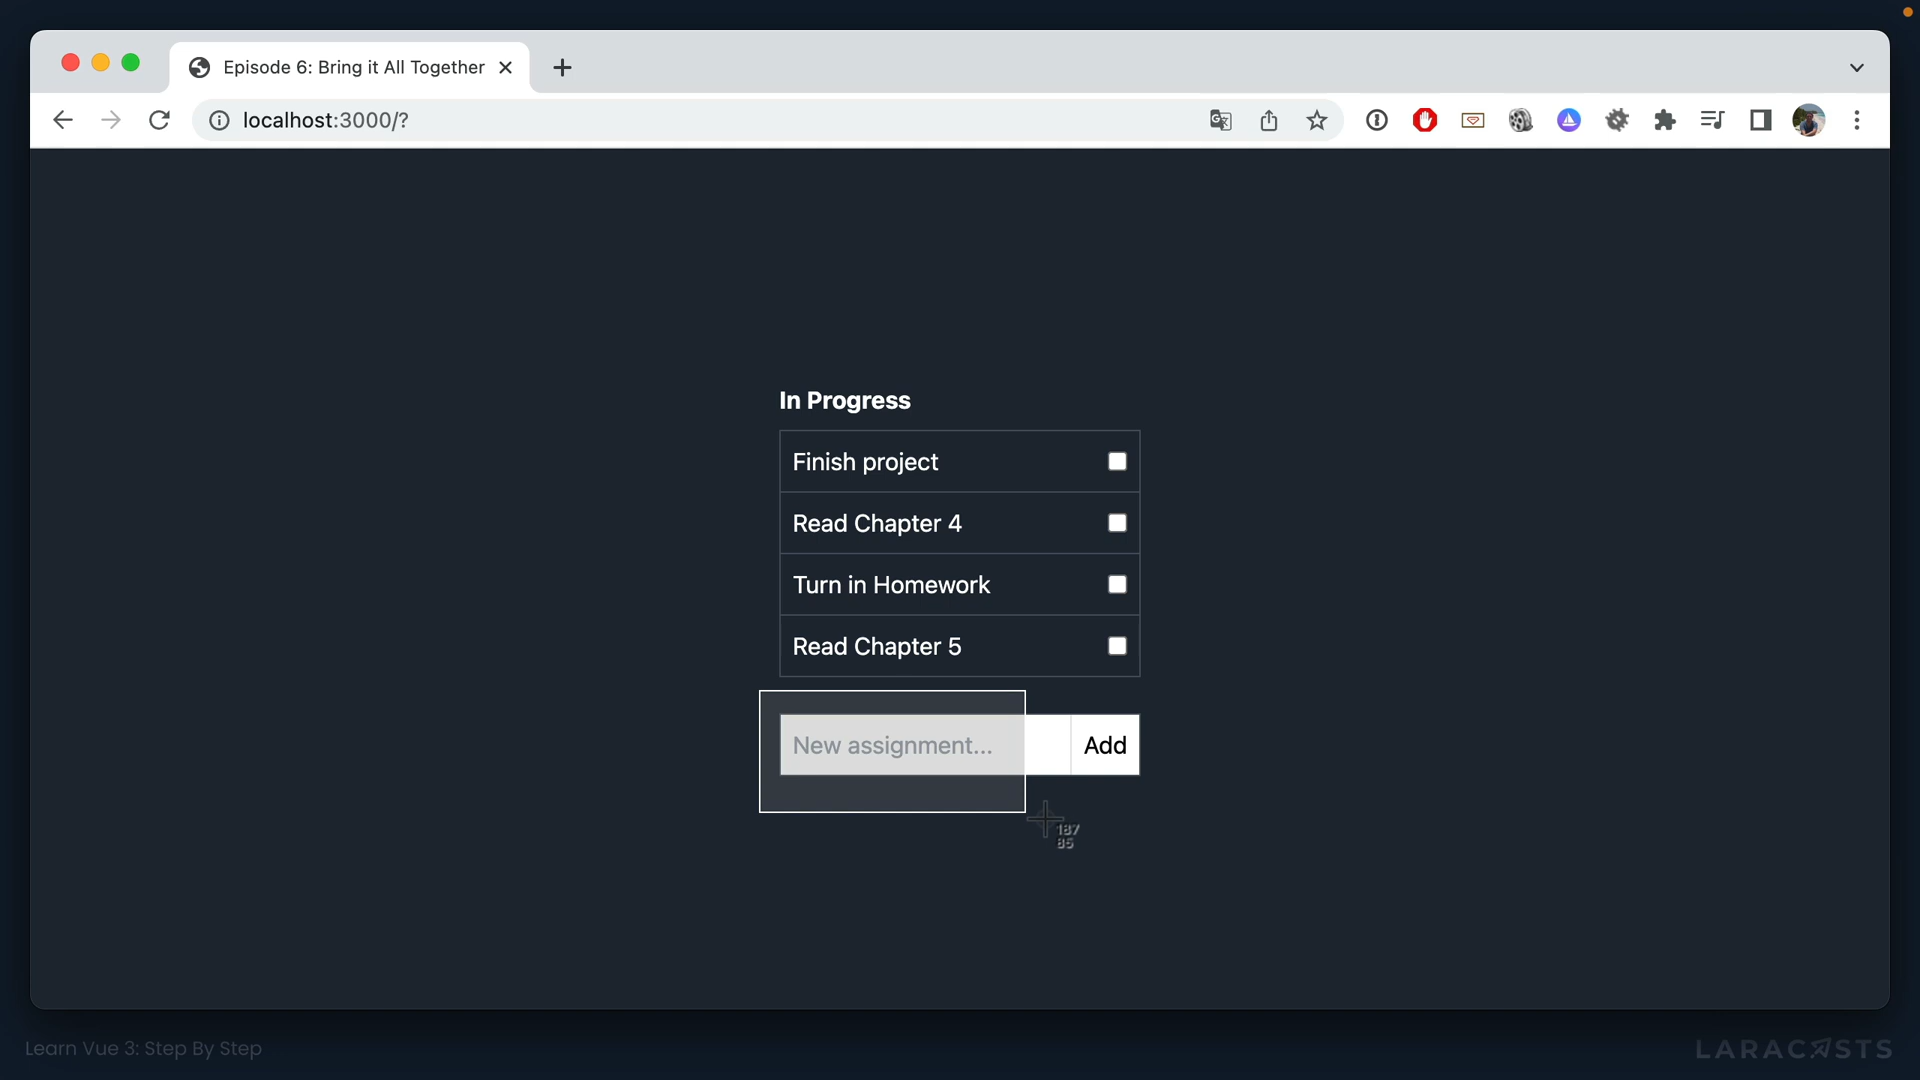 Episode 6: Bring it All Together
localhost:3000/?
In Progress
Finish project
Read Chapter 4
Turn in Homework
Read Chapter 5
New assignment...
Add
187
85
Learn Vue 3: Step By Step
LARACASTS